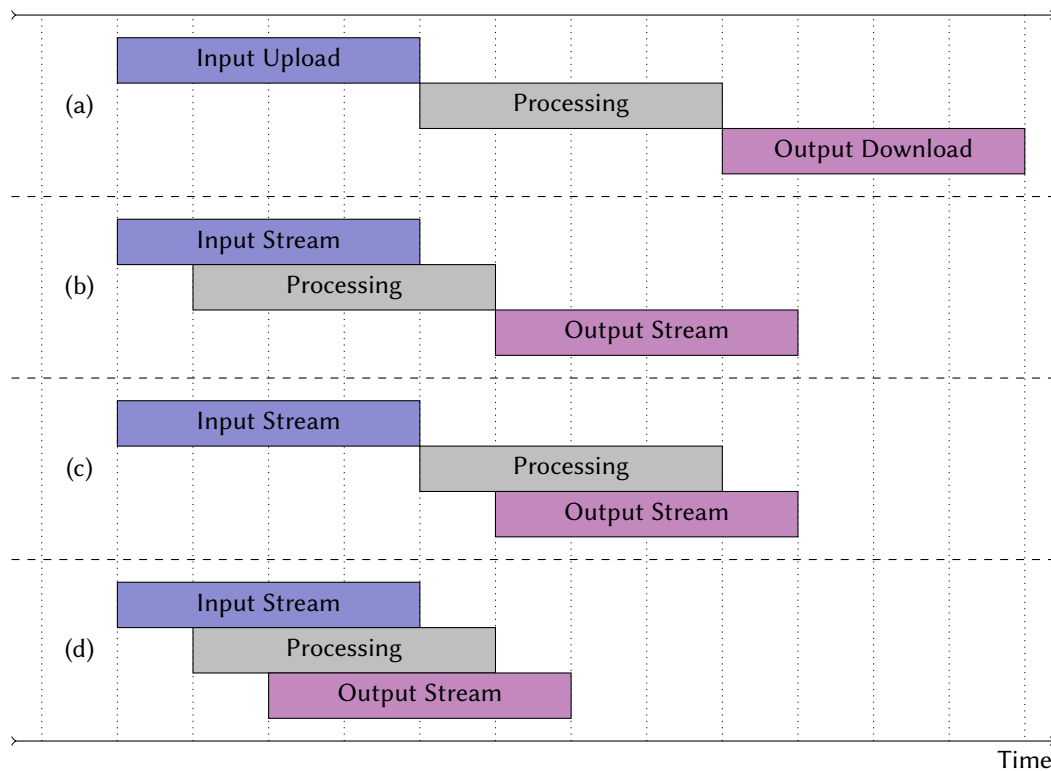 Input Upload
(a)
Processing
Output Download
Input Stream
(b)
Processing
Output Stream
Input Stream
(c)
Processing
Output Stream
Input Stream
(d)
Processing
Output Stream
Time